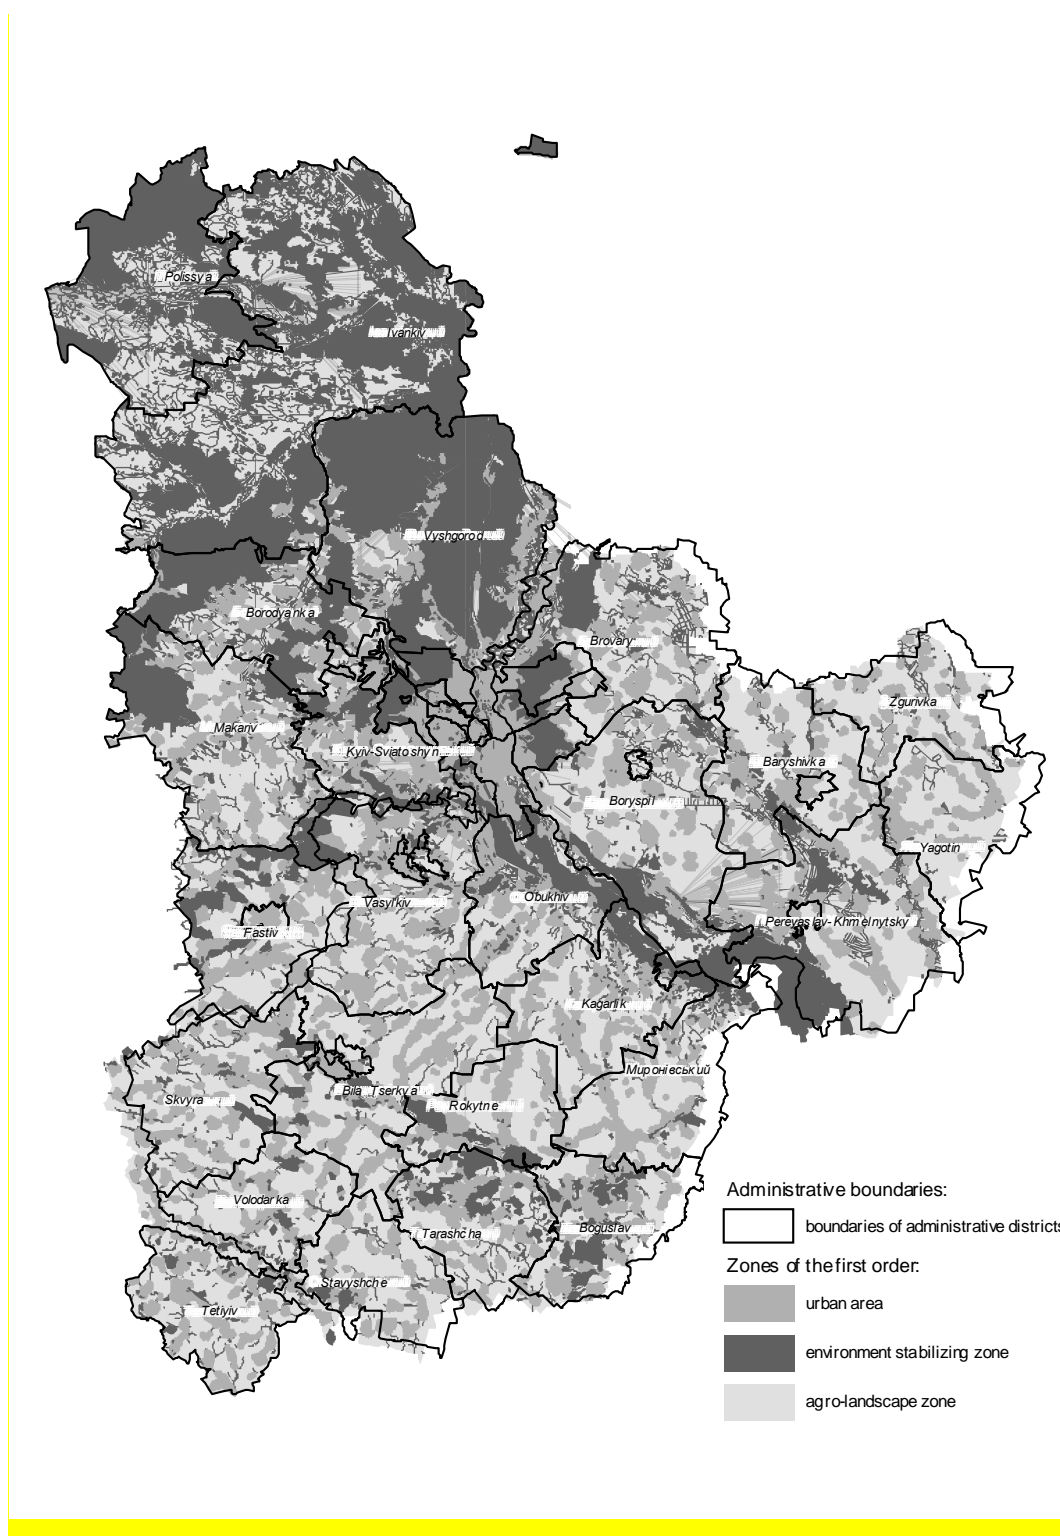 Polissya
Ivankiv
Vyshgorod
Borodyanka
Brovary
Makariv
Zgurivka
Kyiv-Sviatoshyn
Baryshivka
Boryspil
Yagotin
Vasylkiv
Obukhiv
Fastiv
Pereyaslav-Khmelnytsky
Kagarlik
Миронівський
Skvyra
Bila Tserkva
Rokytne
Volodarka
Tarashcha
Boguslav
Stavyshche
Tetiyiv
Administrative boundaries:
boundaries of administrative districts
Zones of the first order:
urban area
environment stabilizing zone
agro-landscape zone